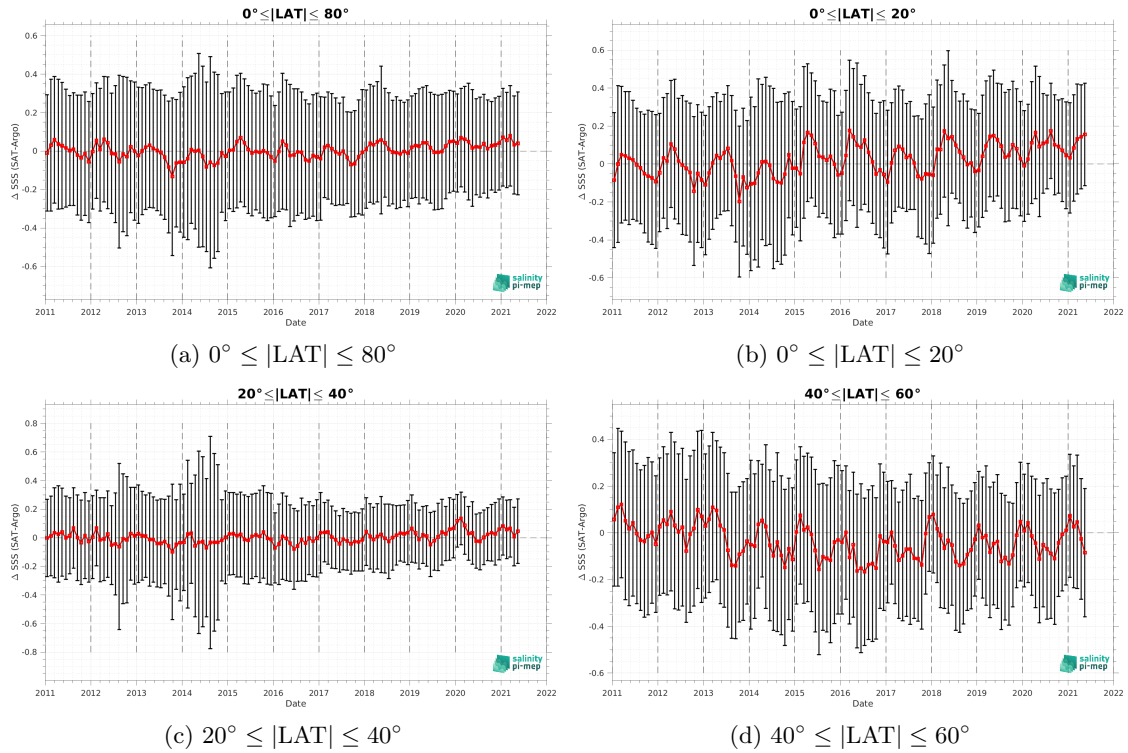 0°≤|LAT|≤ 80°
Δ SSS (SAT-Argo)
0.6
0.4
0.2
0
-0.2
-0.4
-0.6
2011 2012 2013 2014 2015 2016 2017 2018 2019 2020 2021 2022
Date
salinity
pi-mep
(a) 0° ≤ |LAT| ≤ 80°
0°≤|LAT|≤ 20°
Δ SSS (SAT-Argo)
0.6
0.4
0.2
0
-0.2
-0.4
-0.6
2011 2012 2013 2014 2015 2016 2017 2018 2019 2020 2021 2022
Date
salinity
pi-mep
(b) 0° ≤ |LAT| ≤ 20°
20°≤|LAT|≤ 40°
Δ SSS (SAT-Argo)
0.8
0.6
0.4
0.2
0
-0.2
-0.4
-0.6
-0.8
2011 2012 2013 2014 2015 2016 2017 2018 2019 2020 2021 2022
Date
salinity
pi-mep
(c) 20° ≤ |LAT| ≤ 40°
40°≤|LAT|≤ 60°
Δ SSS (SAT-Argo)
0.4
0.2
0
-0.2
-0.4
-0.6
2011 2012 2013 2014 2015 2016 2017 2018 2019 2020 2021 2022
Date
salinity
pi-mep
(d) 40° ≤ |LAT| ≤ 60°